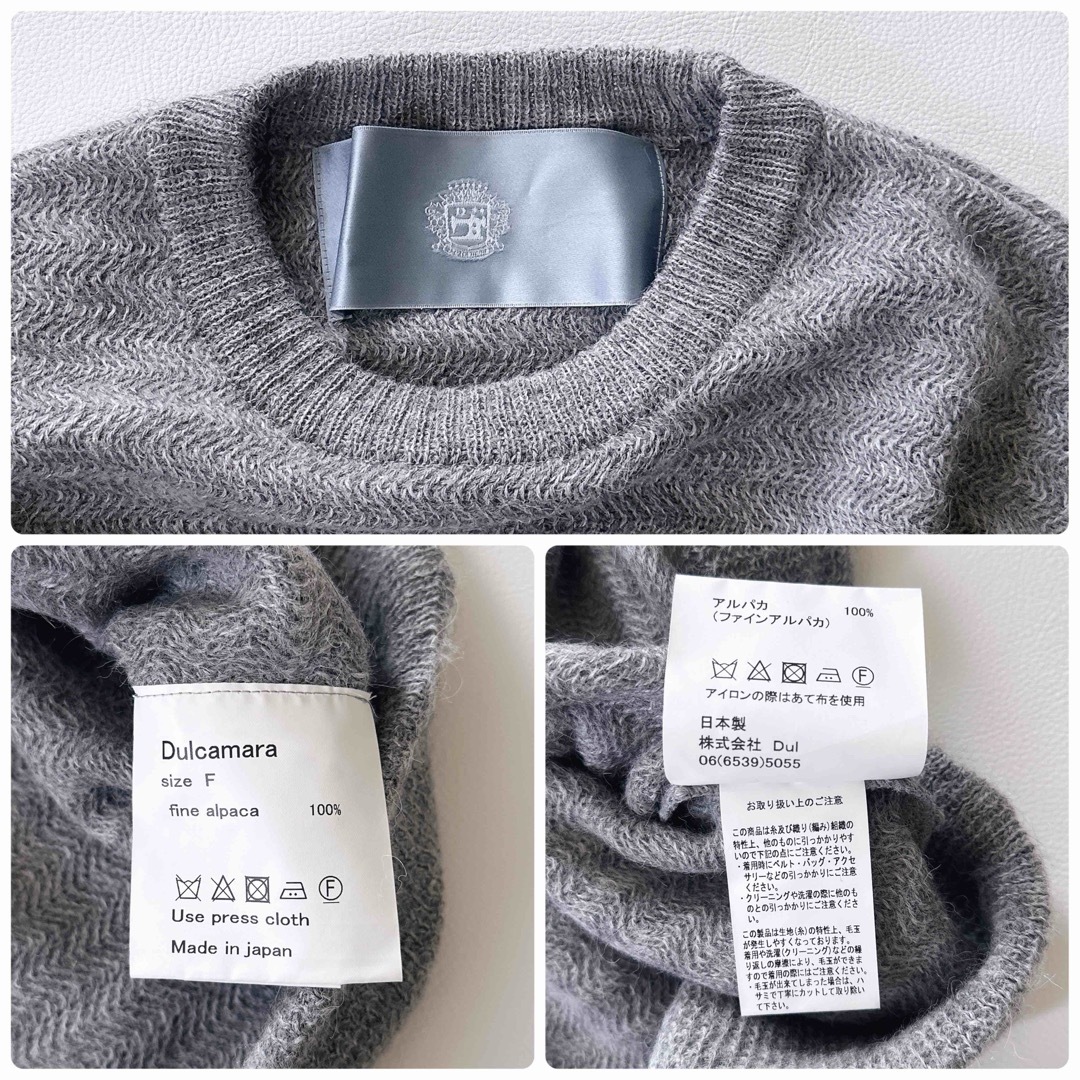 Dulcamara
size F
fine alpaca 100%
Use press cloth
Made in japan
アルパカ 100%
(ファインアルパカ)
F
アイロンの際はあて布を使用
日本製
株式会社 Dul
06(6539)5055
お取り扱い上のご注意
この商品は糸及び織り(編み)組織の
特性上、他のものに引っかかりやす
いので下記の点にご注意ください。
・着用時にベルト・バッグ・アクセ
サリーなどの引っかかりにご注意
ください。
・クリーニングや洗濯の際に他のも
のとの引っかかりにご注意くださ
い。
この製品は生地(糸)の特性上、毛玉
が発生しやすくなっております。
着用や洗濯(クリーニング)などの繰
り返しの摩擦により、毛玉ができま
すので着用の際にはご注意ください。
・毛玉が出来てしまった場合は、ハ
サミで丁寧にカットして取り除い
て下さい。